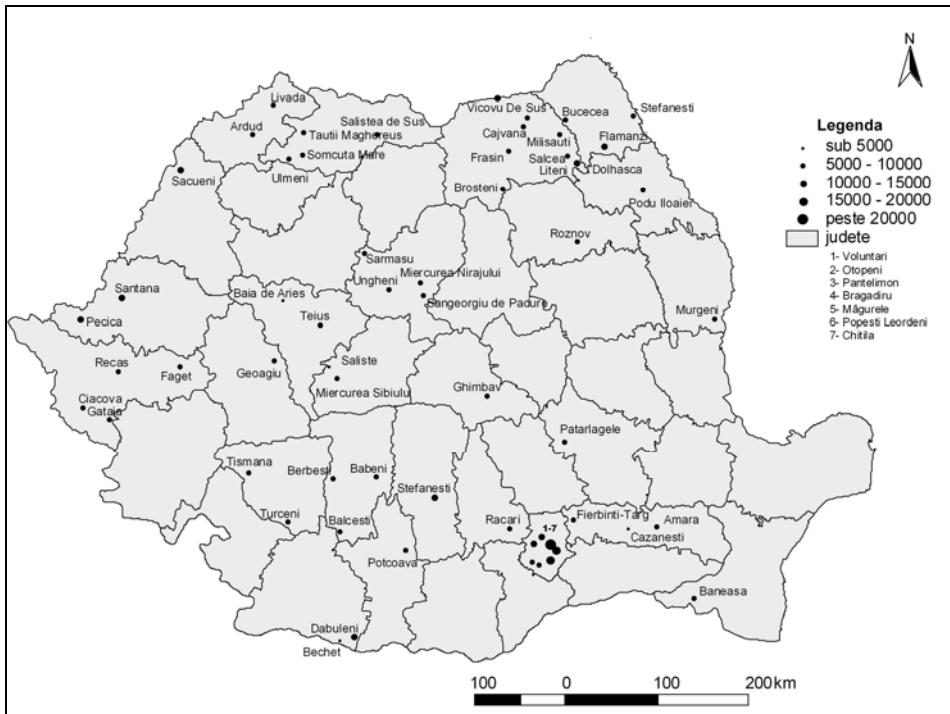 N
Livada
Vicovu De Sus
Bucecea
Stefanesti
Ardud
Salistea de Sus
Tautii Maghereus
Cajvana
Milisauti
Flamanzi
Somcuta Mare
Frasin
Salcea
Ulmeni
Liteni
Dolhasca
Sacueni
Brosteni
Podu Iloaiei
Roznov
Sarmasu
Miercurea Nirajului
Ungheni
Santana
Baia de Aries
Sangeorgiu de Padure
Pecica
Teius
Murgeni
Recas
Faget
Geoagiu
Saliste
Miercurea Sibiului
Ghimbav
Ciacova
Gataia
Patarlagele
Tismana
Berbesti
Babeni
Stefanesti
Turceni
Balcesti
Racari
1-7
Fierbinti-Targ
Amara
Cazanesti
Potcoava
Baneasa
Dabuleni
Bechet
Legenda
sub 5000
5000 - 10000
10000 - 15000
15000 - 20000
peste 20000
judete
1- Voluntari
2- Otopeni
3- Pantelimon
4- Bragadiru
5- Măgurele
6- Popesti Leordeni
7- Chitila
100 0 100 200 km